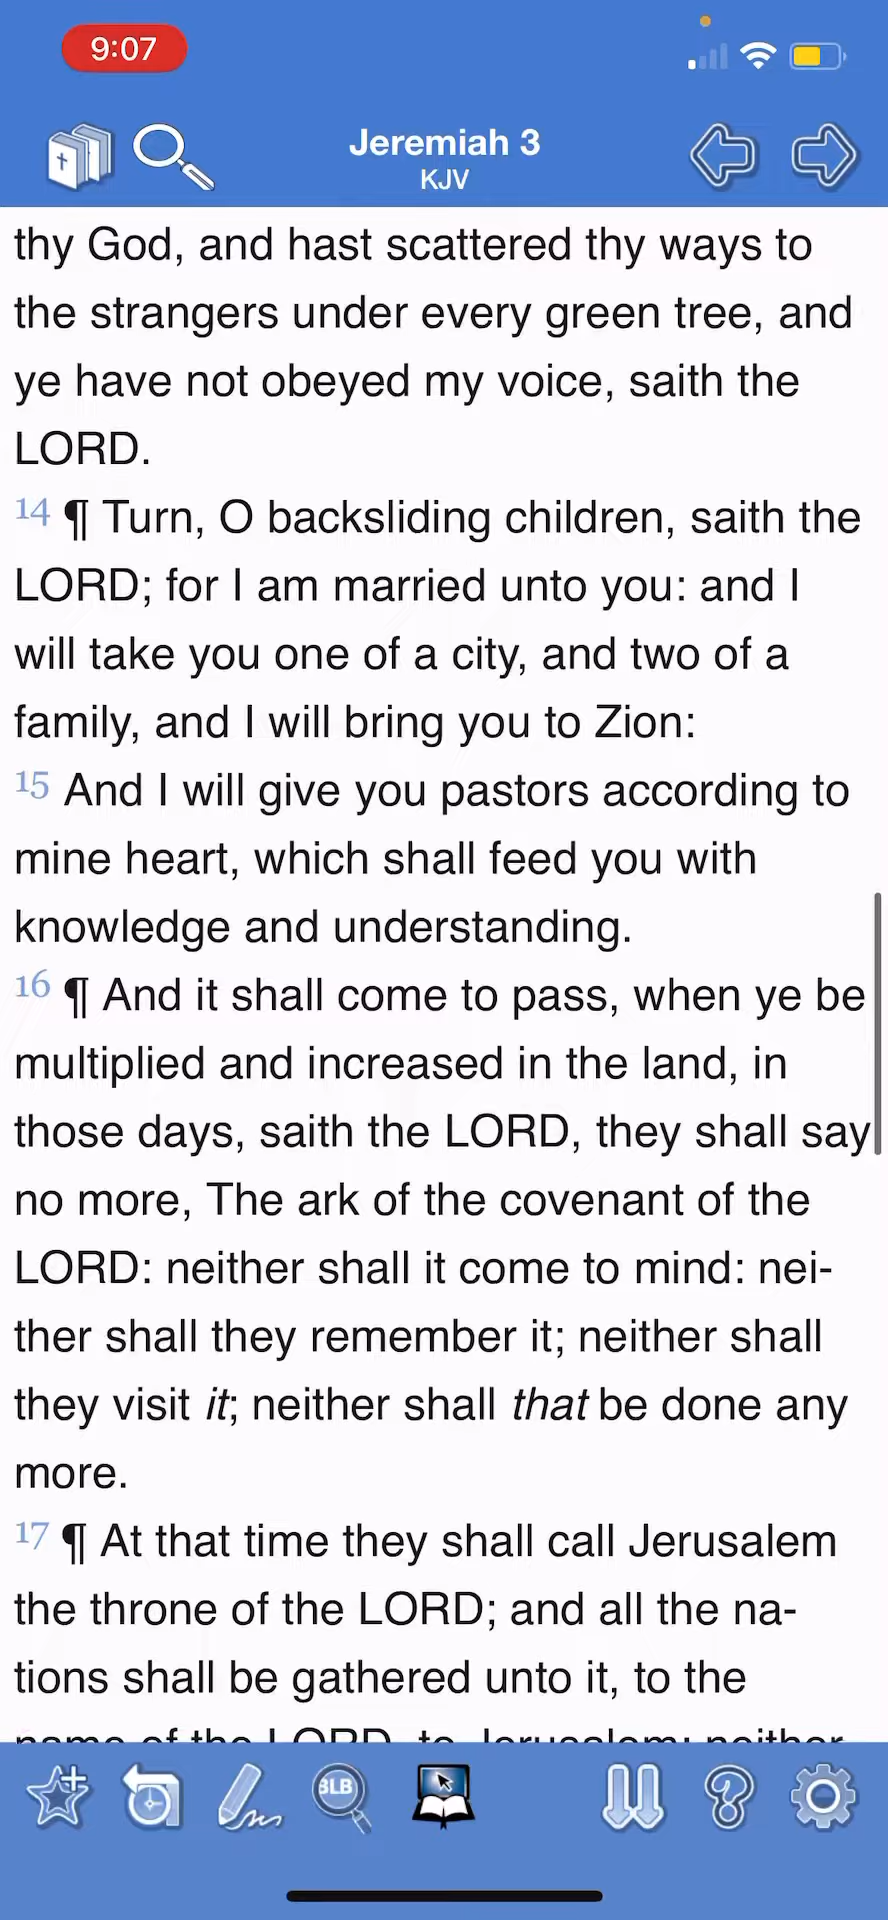 9:07
Jeremiah 3
KJV
thy God, and hast scattered thy ways to
the strangers under every green tree, and
ye have not obeyed my voice, saith the
LORD.
14 ¶ Turn, O backsliding children, saith the
LORD; for I am married unto you: and I
will take you one of a city, and two of a
family, and I will bring you to Zion:
15 And I will give you pastors according to
mine heart, which shall feed you with
knowledge and understanding.
16 ¶ And it shall come to pass, when ye be
multiplied and increased in the land, in
those days, saith the LORD, they shall say
no more, The ark of the covenant of the
LORD: neither shall it come to mind: nei-
ther shall they remember it; neither shall
they visit it; neither shall that be done any
more.
17 ¶ At that time they shall call Jerusalem
the throne of the LORD; and all the na-
tions shall be gathered unto it, to the
name of the LORD, to Jerusalem: neither
BLB